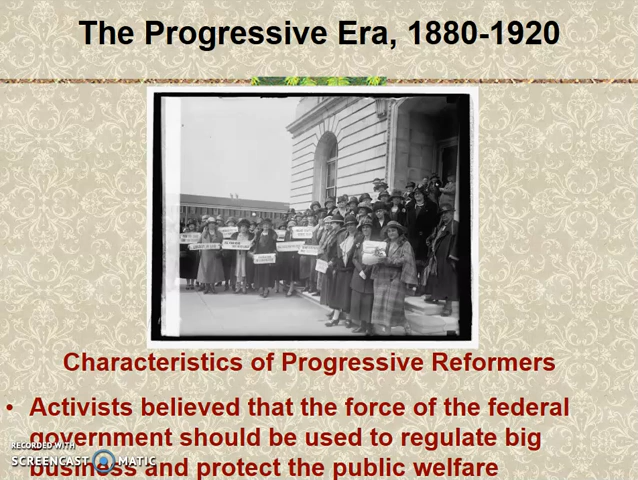 The Progressive Era, 1880-1920
Characteristics of Progressive Reformers
• Activists believed that the force of the federal
government should be used to regulate big
business and protect the public welfare
RECORDED WITH
SCREENCAST MATIC